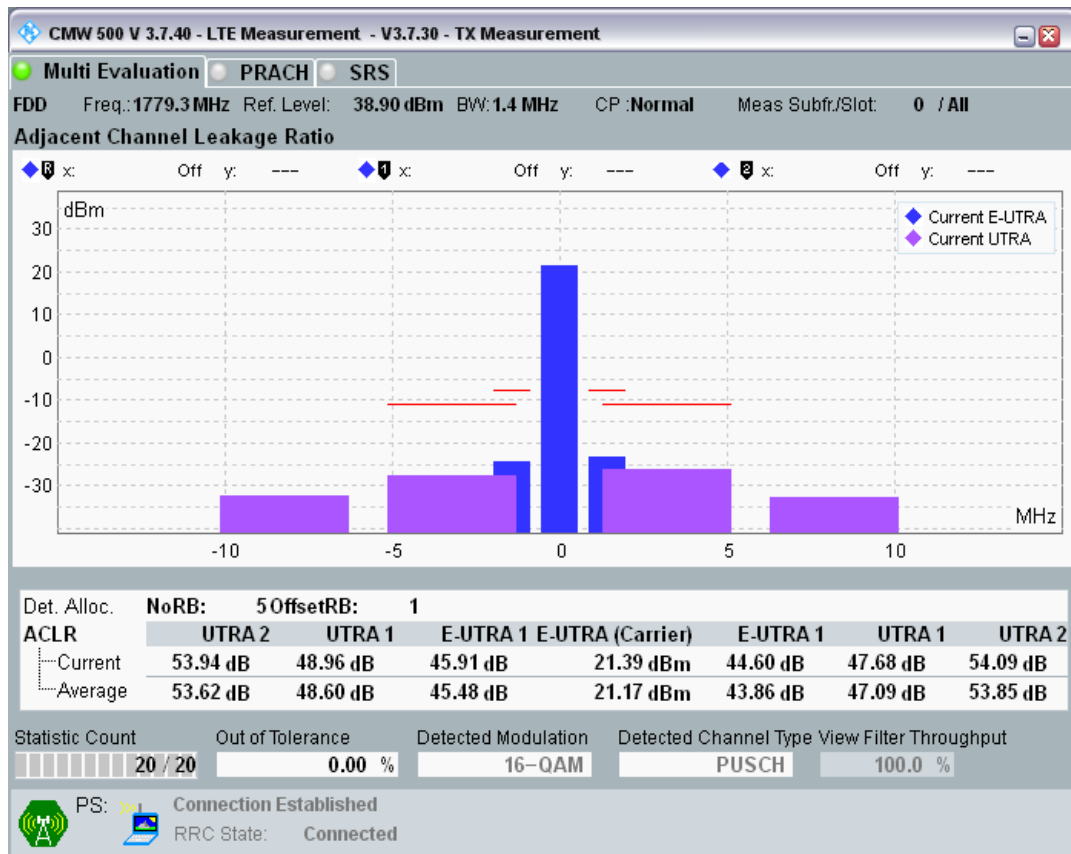 CMW 500 V 3.7.40 - LTE Measurement - V3.7.30 - TX Measurement
Multi Evaluation PRACH SRS
FDD Freq.: 1779.3 MHz Ref. Level: 38.90 dBm BW: 1.4 MHz CP :Normal Meas Subfr./Slot: 0 / All
Adjacent Channel Leakage Ratio
R x: Off y: --- 1 x: Off y: --- 2 x: Off y: ---
dBm
Current E-UTRA
Current UTRA
30
20
10
0
-10
-20
-30
MHz
-10 -5 0 5 10
Det. Alloc. NoRB: 5 OffsetRB: 1
ACLR UTRA 2 UTRA 1 E-UTRA 1 E-UTRA (Carrier) E-UTRA 1 UTRA 1 UTRA 2
Current 53.94 dB 48.96 dB 45.91 dB 21.39 dBm 44.60 dB 47.68 dB 54.09 dB
Average 53.62 dB 48.60 dB 45.48 dB 21.17 dBm 43.86 dB 47.09 dB 53.85 dB
Statistic Count Out of Tolerance Detected Modulation Detected Channel Type View Filter Throughput
20 / 20 0.00 % 16-QAM PUSCH 100.0 %
PS: Connection Established
RRC State: Connected